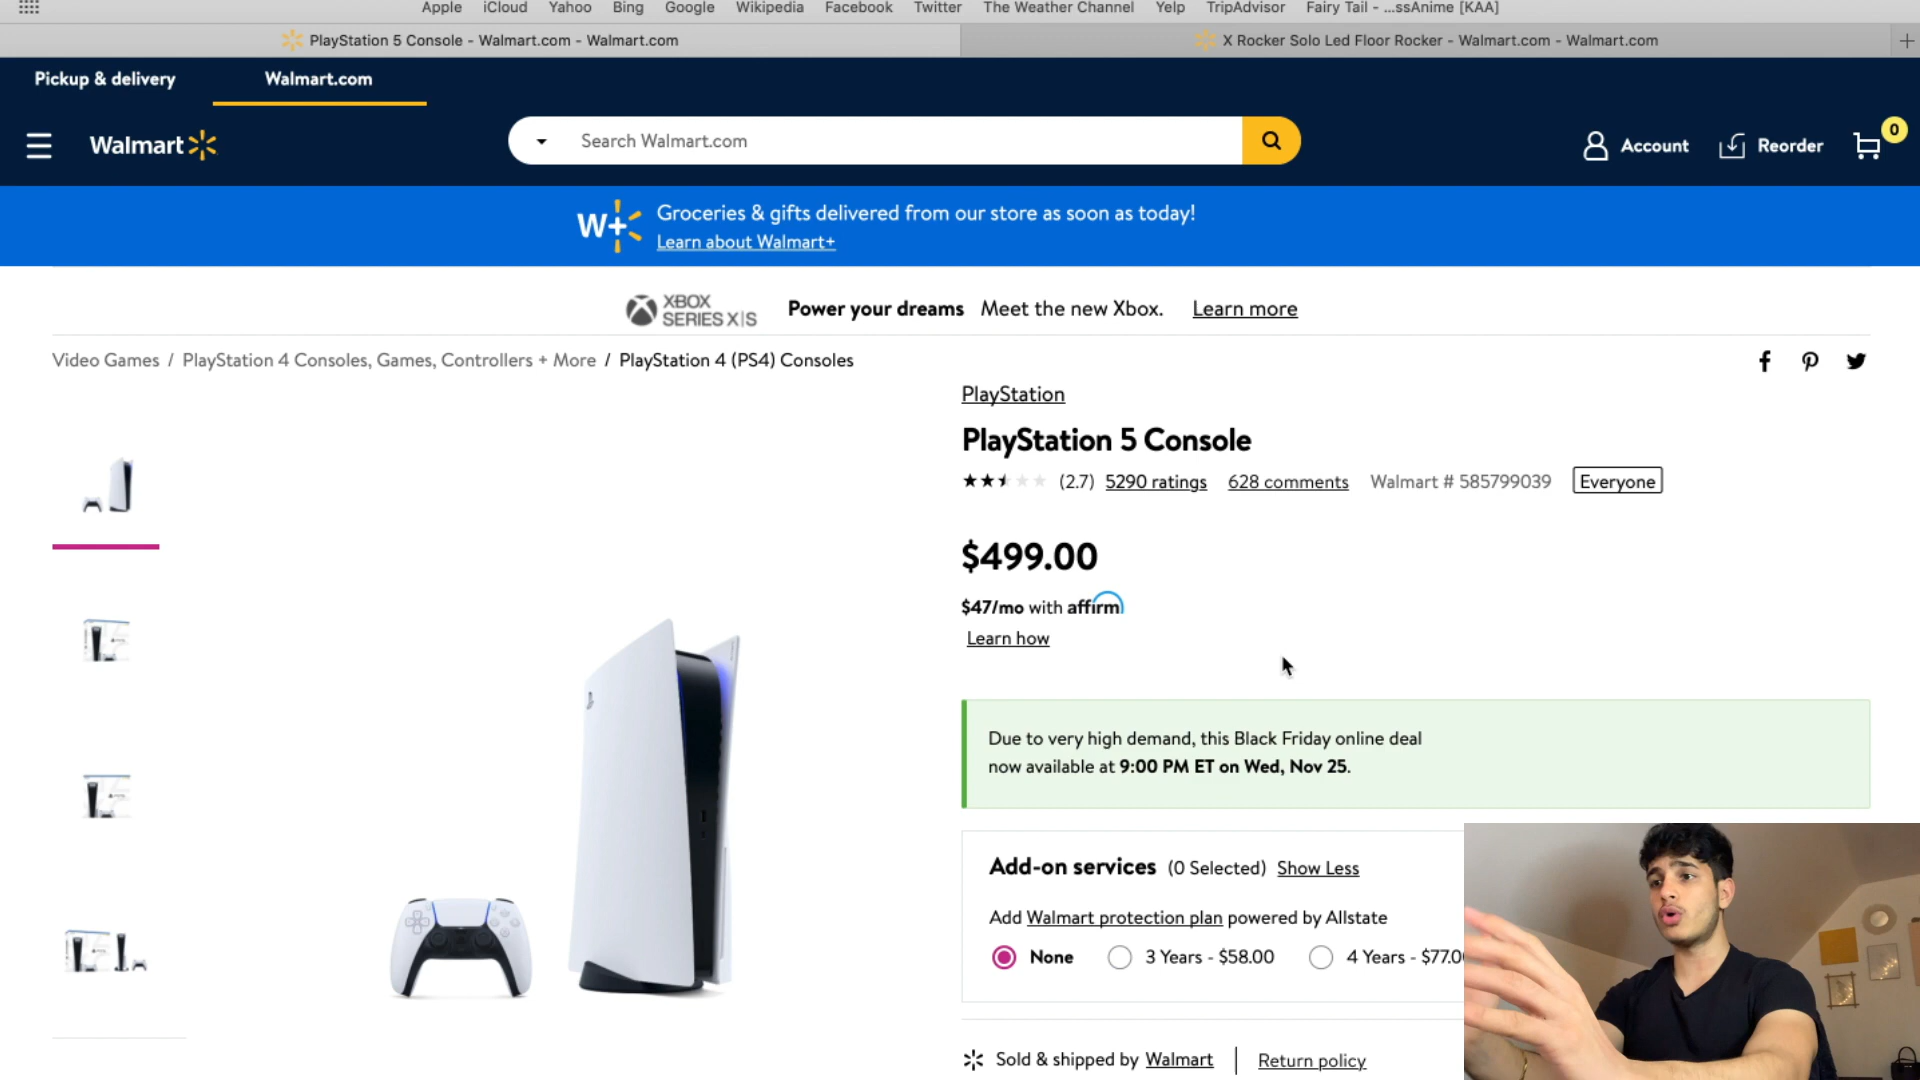 Apple iCloud Yahoo Bing Google Wikipedia Facebook Twitter The Weather Channel Yelp TripAdvisor Fairy Tail - ...ssAnime [KAA]
PlayStation 5 Console - Walmart.com - Walmart.com
X Rocker Solo Led Floor Rocker - Walmart.com - Walmart.com
Pickup & delivery
Walmart.com
Walmart
Search Walmart.com
Account
Reorder
0
W+
Groceries & gifts delivered from our store as soon as today!
Learn about Walmart+
XBOX
SERIES X|S
Power your dreams Meet the new Xbox. Learn more
Video Games / PlayStation 4 Consoles, Games, Controllers + More / PlayStation 4 (PS4) Consoles
PlayStation
PlayStation 5 Console
(2.7) 5290 ratings 628 comments Walmart # 585799039 Everyone
$499.00
$47/mo with affirm
Learn how
Due to very high demand, this Black Friday online deal
now available at 9:00 PM ET on Wed, Nov 25.
Add-on services (0 Selected) Show Less
Add Walmart protection plan powered by Allstate
None 3 Years - $58.00 4 Years - $77.0
Sold & shipped by Walmart | Return policy